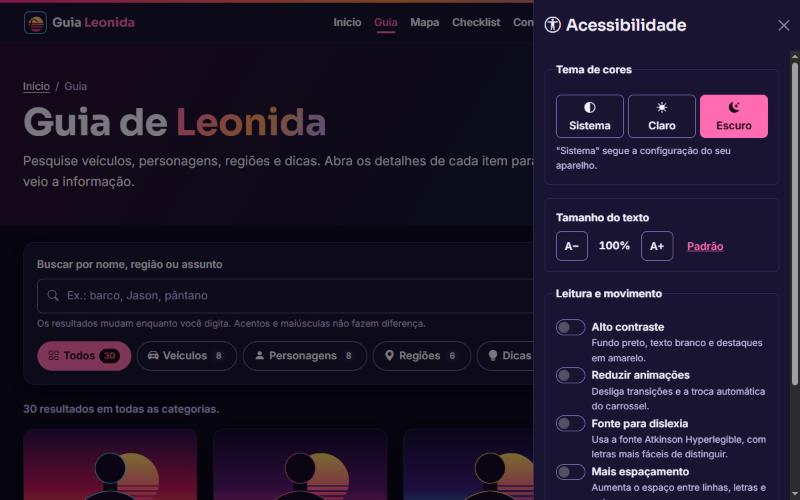 Guia Leonida
Início Guia Mapa Checklist Con
Início / Guia
Guia de Leonida
Pesquise veículos, personagens, regiões e dicas. Abra os detalhes de cada item para
veio a informação.
Buscar por nome, região ou assunto
Ex.: barco, Jason, pântano
Os resultados mudam enquanto você digita. Acentos e maiúsculas não fazem diferença.
Todos 30 Veículos 8 Personagens 8 Regiões 6 Dicas
30 resultados em todas as categorias.
Acessibilidade
Tema de cores
Sistema Claro Escuro
"Sistema" segue a configuração do seu
aparelho.
Tamanho do texto
A− 100% A+ Padrão
Leitura e movimento
Alto contraste
Fundo preto, texto branco e destaques
em amarelo.
Reduzir animações
Desliga transições e a troca automática
do carrossel.
Fonte para dislexia
Usa a fonte Atkinson Hyperlegible, com
letras mais fáceis de distinguir.
Mais espaçamento
Aumenta o espaço entre linhas, letras e